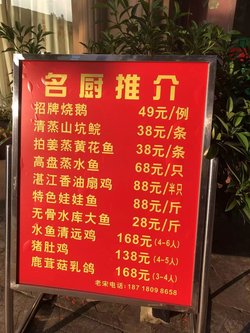 名厨推介
招牌烧鹅 49元/例
清蒸山坑鲩 38元/条
拍姜蒸黄花鱼 38元/条
高盘蒸水鱼 68元/只
湛江香油扇鸡 88元/半只
特色娃娃鱼 88元/斤
无骨水库大鱼 28元/斤
水鱼清远鸡 168元(4-6人)
猪肚鸡 138元(4-5人)
鹿茸菇乳鸽 168元(3-4人)
老宋电话:18718098658